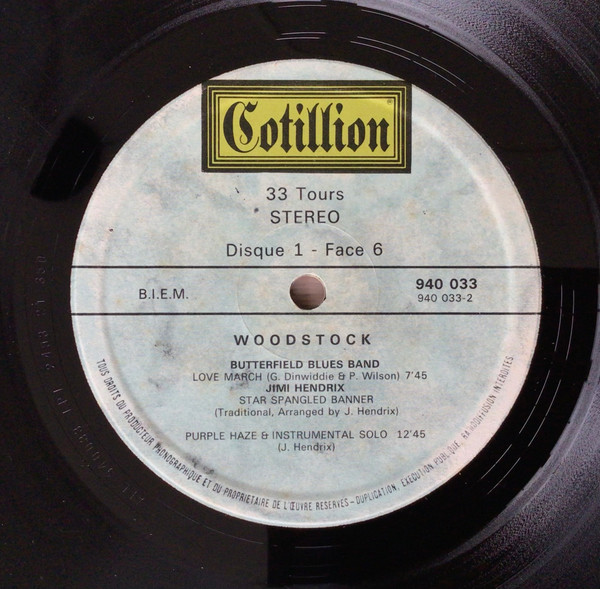 Cotillion
33 Tours
STEREO
Disque 1 - Face 6
B.I.E.M.
940 033
940 033-2
WOODSTOCK
BUTTERFIELD BLUES BAND
LOVE MARCH (G. Dinwiddie & P. Wilson) 7'45
JIMI HENDRIX
STAR SPANGLED BANNER
(Traditional, Arranged by J. Hendrix)
PURPLE HAZE & INSTRUMENTAL SOLO 12'45
(J. Hendrix)
TOUS DROITS DU PRODUCTEUR PHONOGRAPHIQUE ET DU PROPRIETAIRE DE L'ŒUVRE RESERVES - DUPLICATION, EXECUTION PUBLIQUE, RADIODIFFUSION INTERDITES